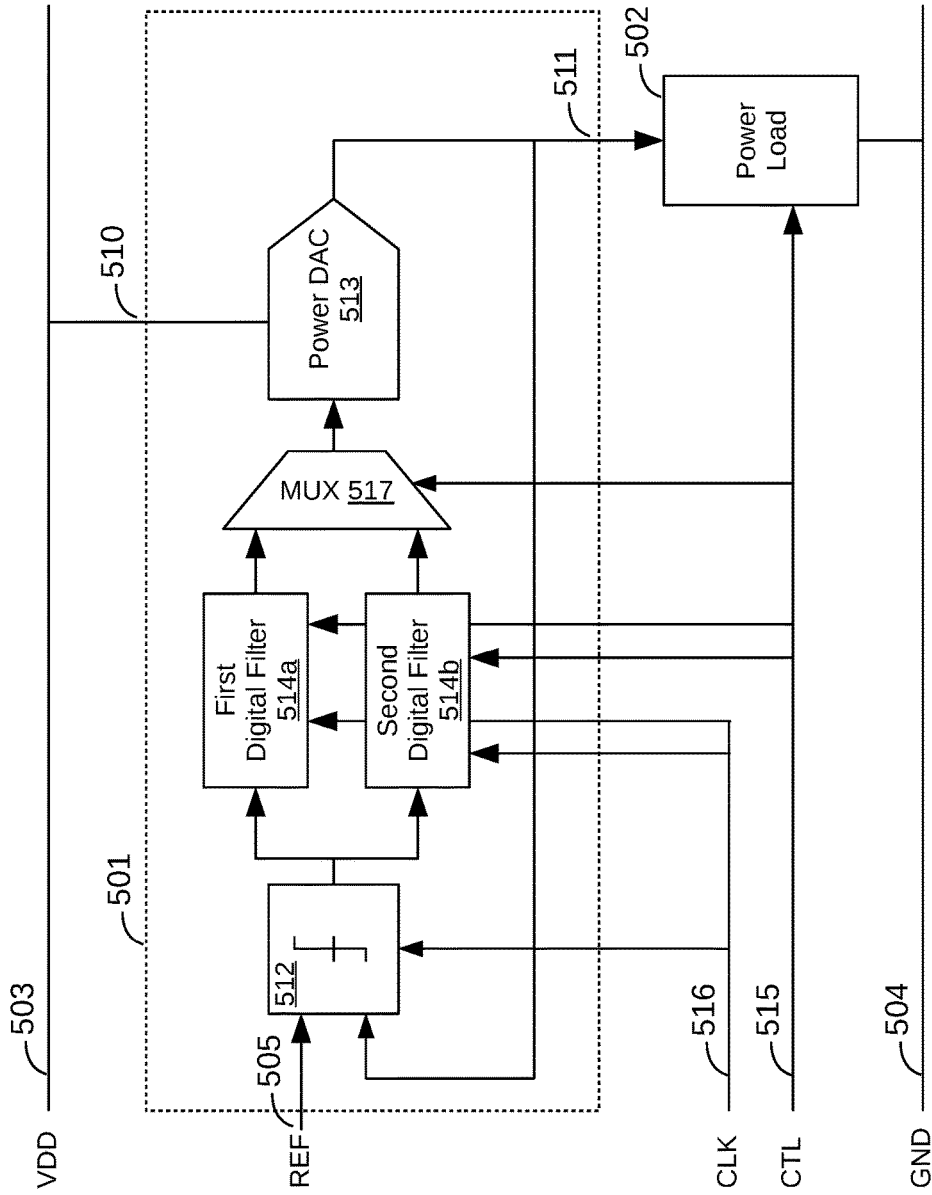 VDD
503
510
501
REF
505
512
First
Digital Filter
514a
Second
Digital Filter
514b
MUX 517
Power DAC
513
511
502
Power
Load
CLK
516
CTL
515
GND
504